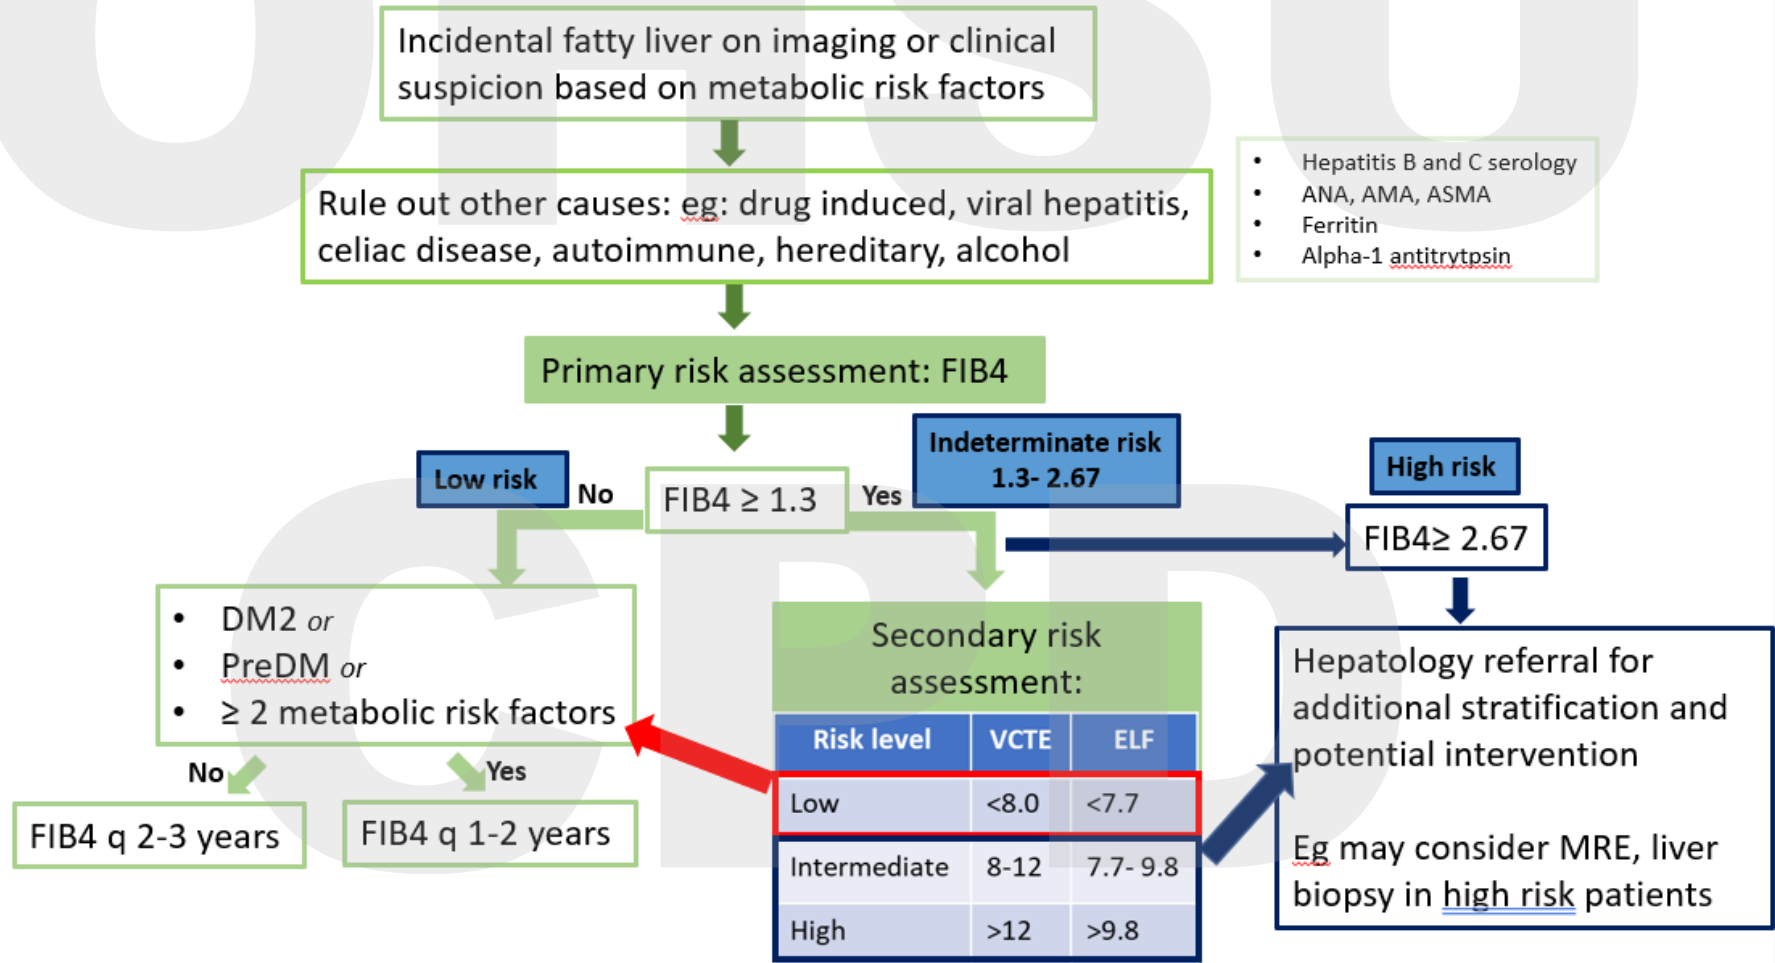 Incidental fatty liver on imaging or clinical
suspicion based on metabolic risk factors
Rule out other causes: eg: drug induced, viral hepatitis,
celiac disease, autoimmune, hereditary, alcohol
• Hepatitis B and C serology
• ANA, AMA, ASMA
• Ferritin
• Alpha-1 antitrytpsin
Primary risk assessment: FIB4
Low risk
No
FIB4 ≥ 1.3
Yes
Indeterminate risk
1.3- 2.67
High risk
FIB4≥ 2.67
• DM2 or
• PreDM or
• ≥ 2 metabolic risk factors
No
Yes
FIB4 q 2-3 years
FIB4 q 1-2 years
Secondary risk
assessment:
Risk level VCTE ELF
Low <8.0 <7.7
Intermediate 8-12 7.7- 9.8
High >12 >9.8
Hepatology referral for
additional stratification and
potential intervention
Eg may consider MRE, liver
biopsy in high risk patients
OHSU
CPD